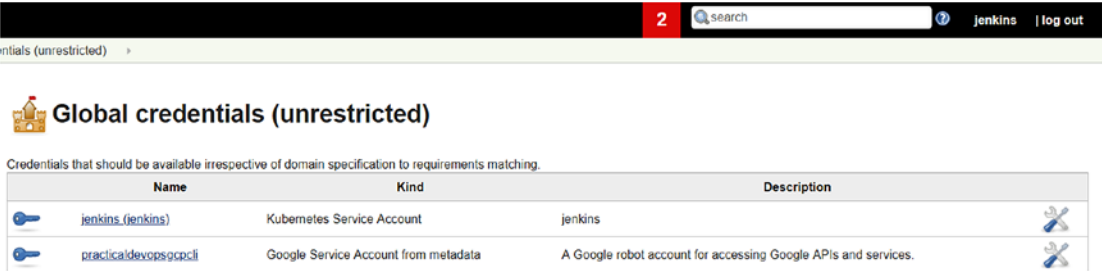 2 search jenkins | log out
entials (unrestricted)
Global credentials (unrestricted)
Credentials that should be available irrespective of domain specification to requirements matching.
Name Kind Description
jenkins (jenkins) Kubernetes Service Account jenkins
practicaldevopsgcpcli Google Service Account from metadata A Google robot account for accessing Google APIs and services.